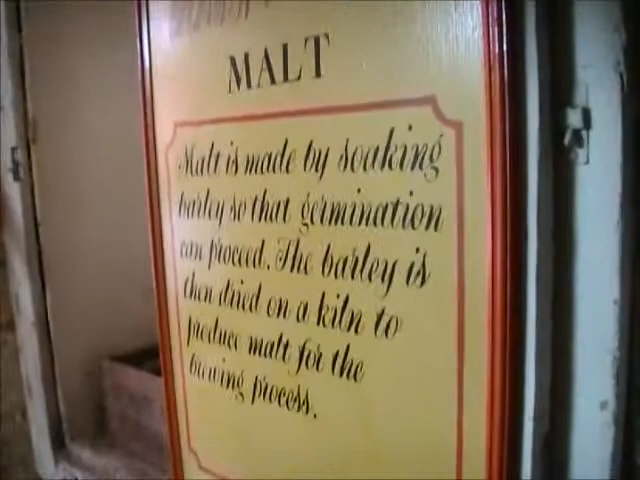 MALT
Malt is made by soaking
barley so that germination
can proceed. The barley is
then dried on a kiln to
produce malt for the
brewing process.